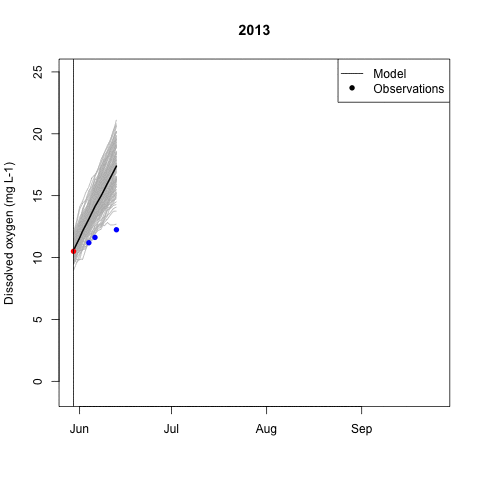 2013
Dissolved oxygen (mg L-1)
25
20
15
10
5
0
Model
Observations
Jun
Jul
Aug
Sep